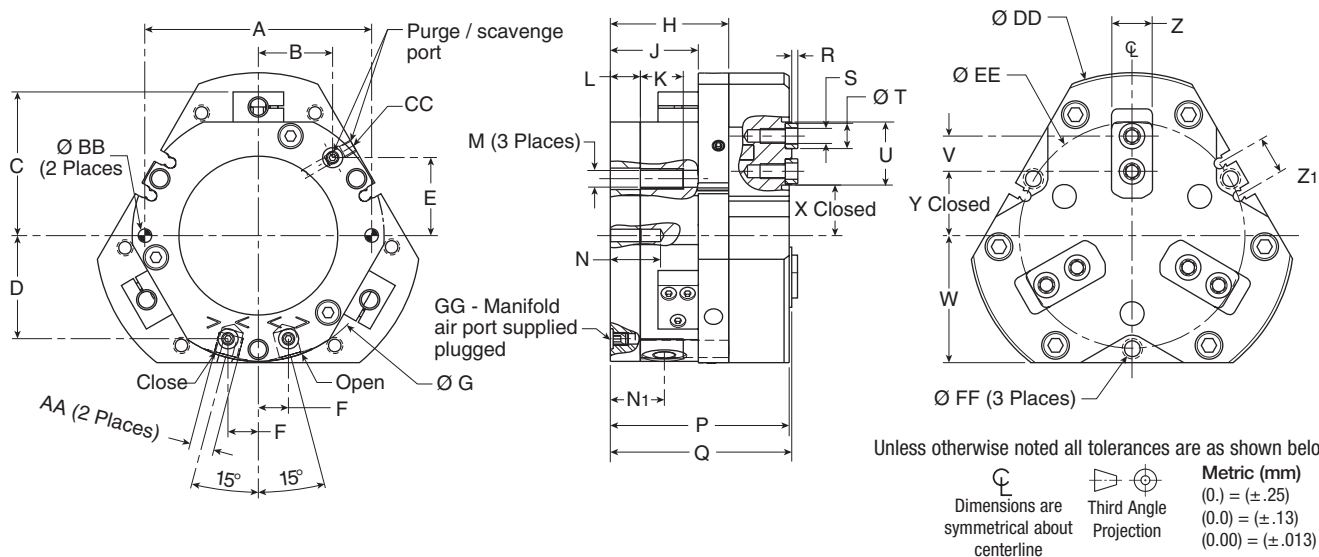 A
B
Purge / scavenge
port
CC
C
Ø BB
(2 Places
E
D
Close
Open
Ø G
AA (2 Places)
F
F
15°
15°
H
J
L
K
R
S
Ø T
M (3 Places)
U
X Closed
N
GG - Manifold
air port supplied
plugged
N1
P
Q
Ø DD
Z
℄
Ø EE
V
Z1
Y Closed
W
Ø FF (3 Places)
Unless otherwise noted all tolerances are as shown belo
℄
Dimensions are
symmetrical about
centerline
Third Angle
Projection
Metric (mm)
(0.) = (± .25)
(0.0) = (± .13)
(0.00) = (± .013)